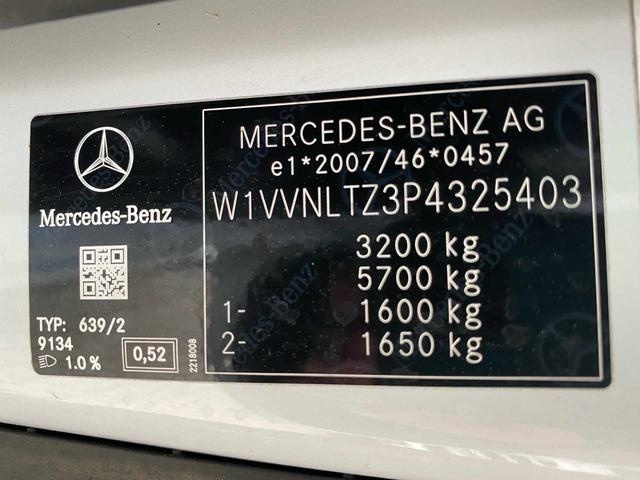 Mercedes-Benz
TYP: 639/2
9134
1.0 %
0,52
2218008
MERCEDES-BENZ AG
e1*2007/46*0457
W1VVNLTZ3P4325403
3200 kg
5700 kg
1- 1600 kg
2- 1650 kg